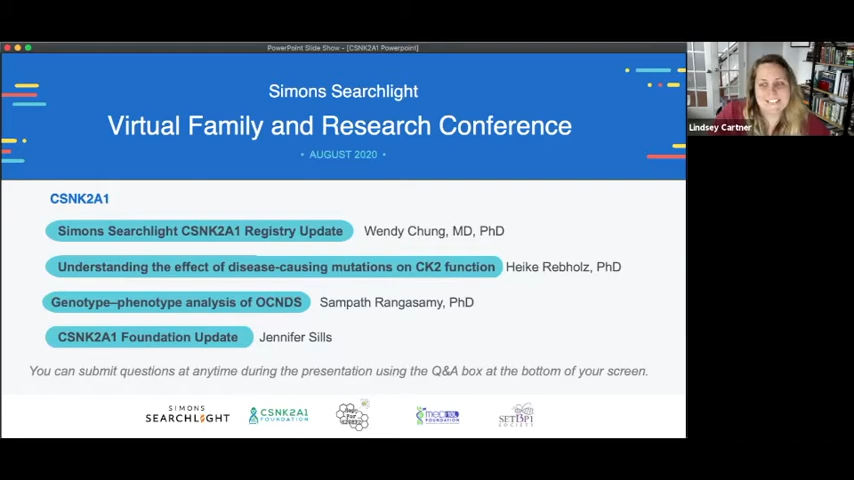 PowerPoint Slide Show - [CSNK2A1 Powerpoint]
Simons Searchlight
Virtual Family and Research Conference
• AUGUST 2020 •
Lindsey Cartner
CSNK2A1
Simons Searchlight CSNK2A1 Registry Update Wendy Chung, MD, PhD
Understanding the effect of disease-causing mutations on CK2 function Heike Rebholz, PhD
Genotype–phenotype analysis of OCNDS Sampath Rangasamy, PhD
CSNK2A1 Foundation Update Jennifer Sills
You can submit questions at anytime during the presentation using the Q&A box at the bottom of your screen.
SIMONS
SEARCHLIGHT
CSNK2A1
FOUNDATION
FOUNDATION
SETBP1
SOCIETY